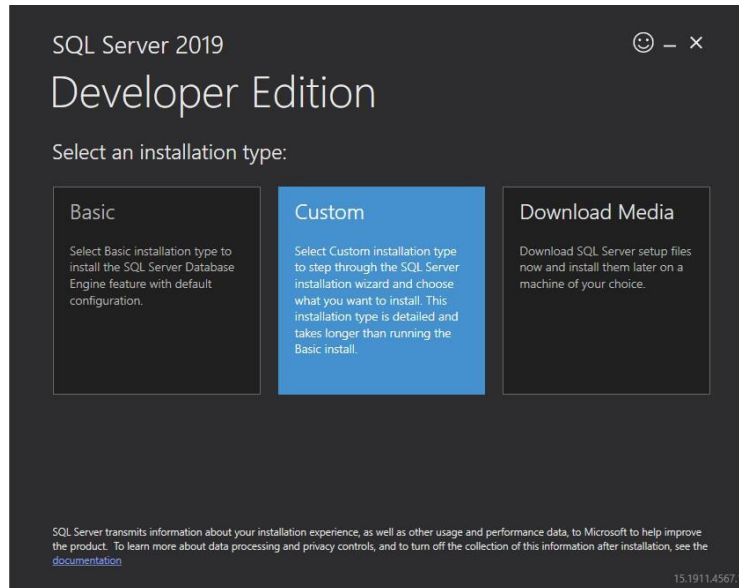 SQL Server 2019
Developer Edition
Select an installation type:
Basic
Select Basic installation type to
install the SQL Server Database
Engine feature with default
configuration.
Custom
Select Custom installation type
to step through the SQL Server
installation wizard and choose
what you want to install. This
installation type is detailed and
takes longer than running the
Basic install.
Download Media
Download SQL Server setup files
now and install them later on a
machine of your choice.
SQL Server transmits information about your installation experience, as well as other usage and performance data, to Microsoft to help improve
the product. To learn more about data processing and privacy controls, and to turn off the collection of this information after installation, see the
documentation
15.1911.4567.